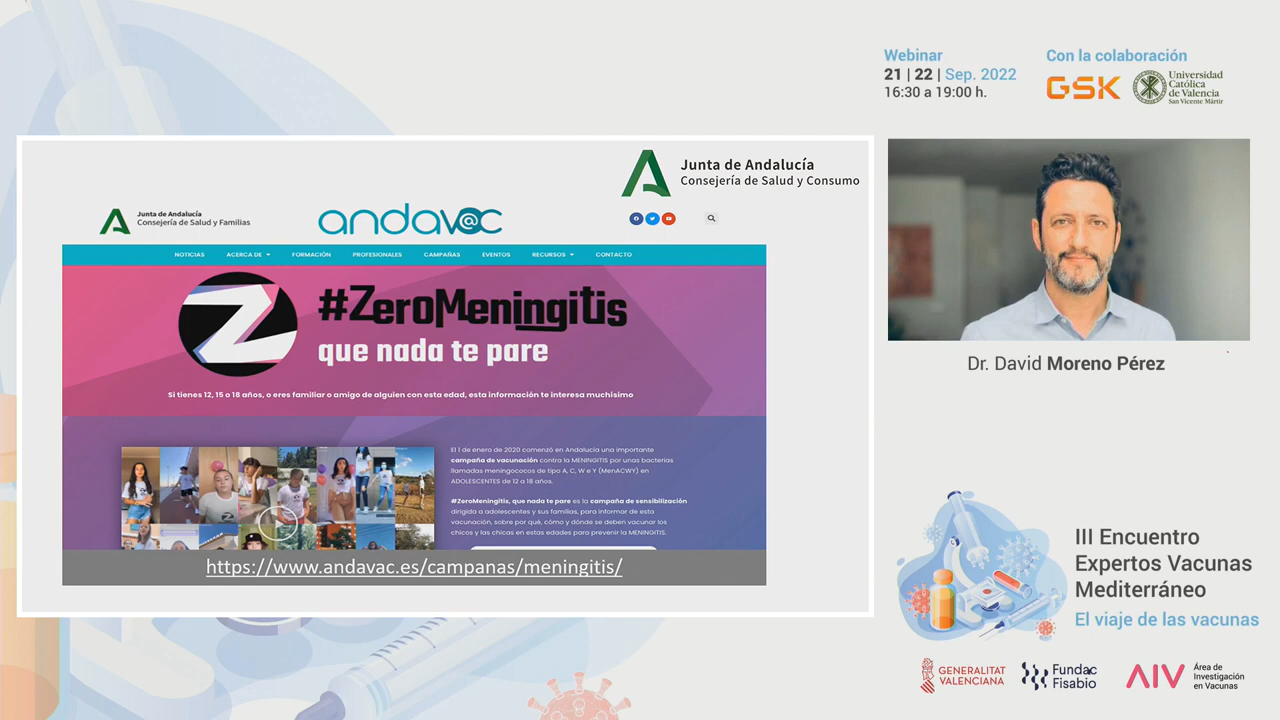 Webinar
21 | 22 | Sep. 2022
16:30 a 19:00 h.
Con la colaboración
GSK
Universidad
Católica
de Valencia
San Vicente Mártir
Junta de Andalucía
Consejería de Salud y Consumo
Junta de Andalucía
Consejería de Salud y Familias
andav@c
NOTICIAS ACERCA DE FORMACIÓN PROFESIONALES CAMPAÑAS EVENTOS RECURSOS CONTACTO
Z
#ZeroMeningitis
que nada te pare
Si tienes 12, 15 o 18 años, o eres familiar o amigo de alguien con esta edad, esta información te interesa muchísimo
El 1 de enero de 2020 comenzó en Andalucía una importante
campaña de vacunación contra la MENINGITIS por unas bacterias
llamadas meningococos de tipo A, C, W e Y (MenACWY) en
ADOLESCENTES de 12 a 18 años.
#ZeroMeningitis, que nada te pare es la campaña de sensibilización
dirigida a adolescentes y sus familias, para informar de esta
vacunación, sobre por qué, cómo y dónde se deben vacunar los
chicos y las chicas en estas edades para prevenir la MENINGITIS.
https://www.andavac.es/campanas/meningitis/
Dr. David Moreno Pérez
III Encuentro
Expertos Vacunas
Mediterráneo
El viaje de las vacunas
GENERALITAT
VALENCIANA
Fundac
Fisabio
AIV
Área de
Investigación
en Vacunas